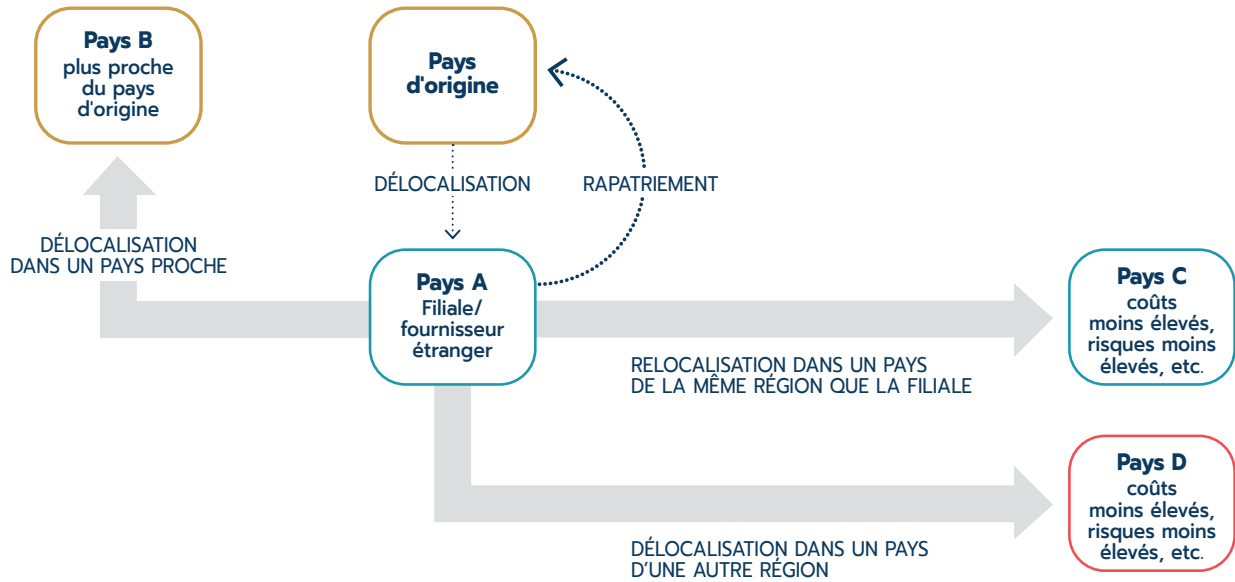 Pays B
plus proche
du pays
d'origine
Pays
d'origine
DÉLOCALISATION
RAPATRIEMENT
DÉLOCALISATION
DANS UN PAYS PROCHE
Pays A
Filiale/
fournisseur
étranger
Pays C
coûts
moins élevés,
risques moins
élevés, etc.
RELOCALISATION DANS UN PAYS
DE LA MÊME RÉGION QUE LA FILIALE
Pays D
coûts
moins élevés,
risques moins
élevés, etc.
DÉLOCALISATION DANS UN PAYS
D’UNE AUTRE RÉGION